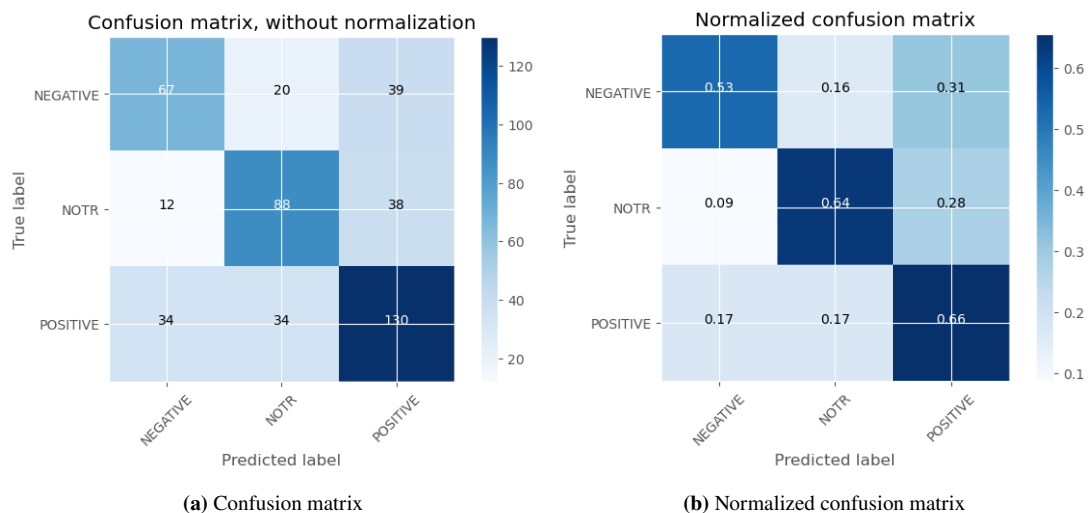 Confusion matrix, without normalization
NEGATIVE
NOTR
POSITIVE
True label
67 20 39
12 88 38
34 34 130
120
100
80
60
40
20
NEGATIVE NOTR POSITIVE
Predicted label
(a) Confusion matrix
Normalized confusion matrix
NEGATIVE
NOTR
POSITIVE
True label
0.53 0.16 0.31
0.09 0.64 0.28
0.17 0.17 0.66
0.6
0.5
0.4
0.3
0.2
0.1
NEGATIVE NOTR POSITIVE
Predicted label
(b) Normalized confusion matrix